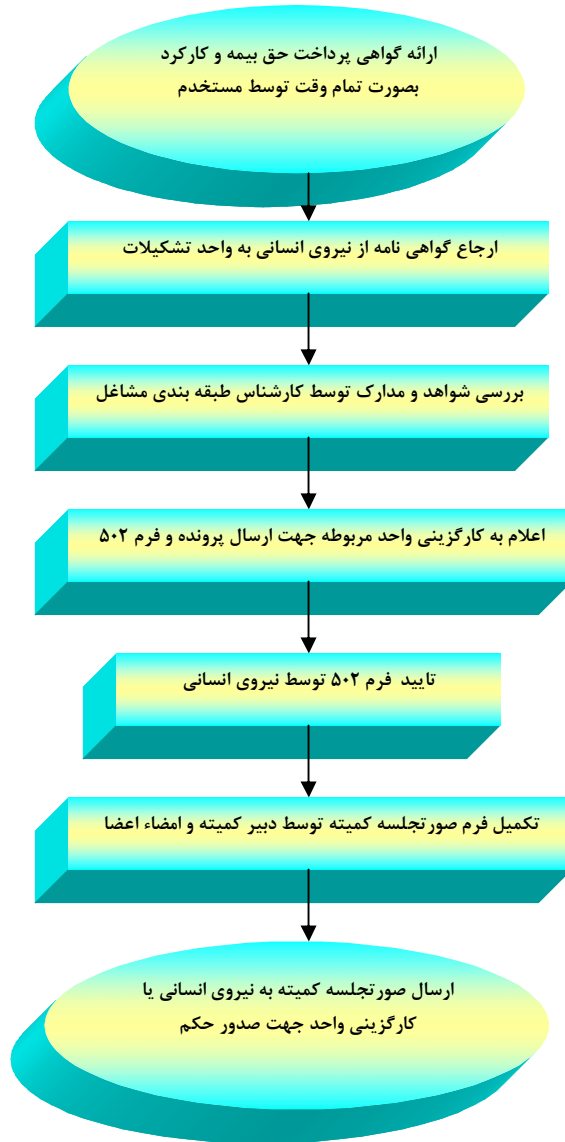 ارائه گواهی پرداخت حق بیمه و کارکرد
بصورت تمام وقت توسط مستخدم
ارجاع گواهی نامه از نیروی انسانی به واحد تشکیلات
بررسی شواهد و مدارک توسط کارشناس طبقه بندی مشاغل
اعلام به کارگزینی واحد مربوطه جهت ارسال پرونده و فرم ۵۰۲
تایید فرم ۵۰۲ توسط نیروی انسانی
تکمیل فرم صورتجلسه کمیته توسط دبیر کمیته و امضاء اعضا
ارسال صورتجلسه کمیته به نیروی انسانی یا
کارگزینی واحد جهت صدور حکم